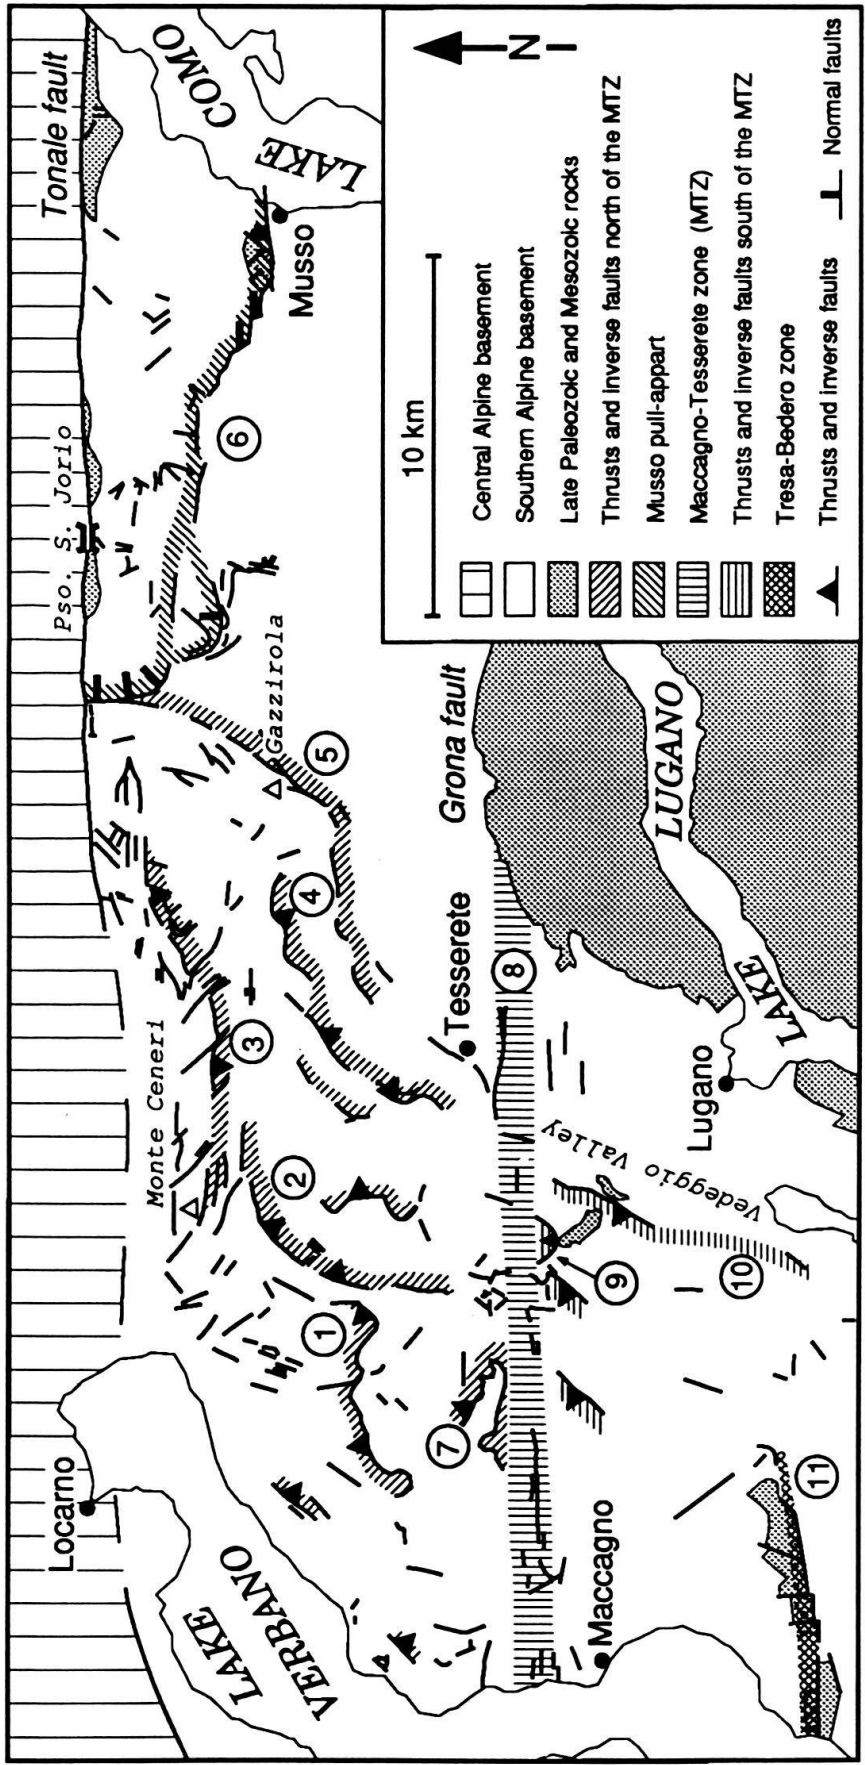 Tonale fault
Pso. S. Jorio
Monte Ceneri
Locarno
LAKE
VERBANO
COMO
LAKE
Musso
Gazzirola
1
2
3
4
5
6
7
8
9
10
11
Grona fault
Tesserete
Maccagno
Lugano
Vedeggio Valley
LUGANO
LAKE
N
10 km
Central Alpine basement
Southern Alpine basement
Late Paleozoic and Mesozoic rocks
Thrusts and inverse faults north of the MTZ
Musso pull-appart
Maccagno-Tesserete zone (MTZ)
Thrusts and inverse faults south of the MTZ
Tresa-Bedero zone
Thrusts and inverse faults
Normal faults